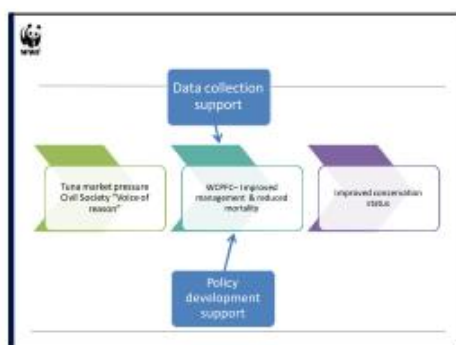 WWF
Data collection
support
Tuna market pressure
Civil Society "Voice of
reason"
WCPFC– Improved
management & reduced
mortality
Improved conservation
status
Policy
development
support